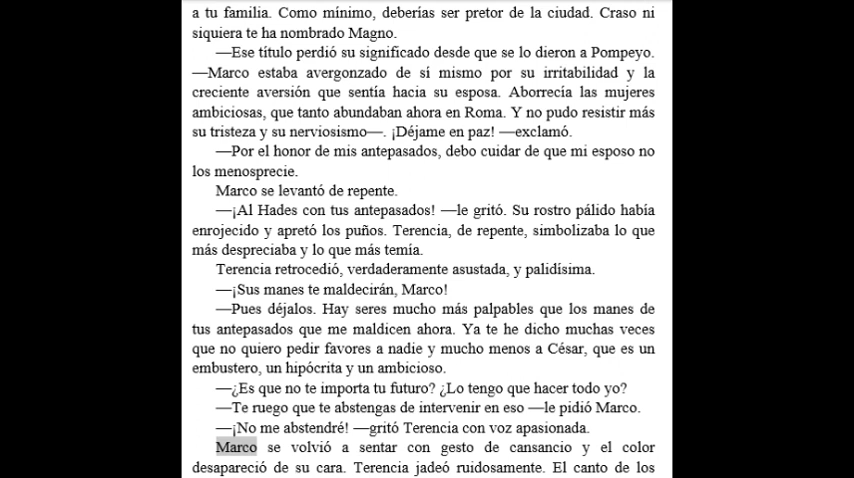 a tu familia. Como mínimo, deberías ser pretor de la ciudad. Craso ni
siquiera te ha nombrado Magno.
—Ese título perdió su significado desde que se lo dieron a Pompeyo.
—Marco estaba avergonzado de sí mismo por su irritabilidad y la
creciente aversión que sentía hacia su esposa. Aborrecía las mujeres
ambiciosas, que tanto abundaban ahora en Roma. Y no pudo resistir más
su tristeza y su nerviosismo—. ¡Déjame en paz! —exclamó.
—Por el honor de mis antepasados, debo cuidar de que mi esposo no
los menosprecie.
Marco se levantó de repente.
—¡Al Hades con tus antepasados! —le gritó. Su rostro pálido había
enrojecido y apretó los puños. Terencia, de repente, simbolizaba lo que
más despreciaba y lo que más temía.
Terencia retrocedió, verdaderamente asustada, y palidísima.
—¡Sus manes te maldecirán, Marco!
—Pues déjalos. Hay seres mucho más palpables que los manes de
tus antepasados que me maldicen ahora. Ya te he dicho muchas veces
que no quiero pedir favores a nadie y mucho menos a César, que es un
embustero, un hipócrita y un ambicioso.
—¿Es que no te importa tu futuro? ¿Lo tengo que hacer todo yo?
—Te ruego que te abstengas de intervenir en eso —le pidió Marco.
—¡No me abstendré! —gritó Terencia con voz apasionada.
Marco se volvió a sentar con gesto de cansancio y el color
desapareció de su cara. Terencia jadeó ruidosamente. El canto de los